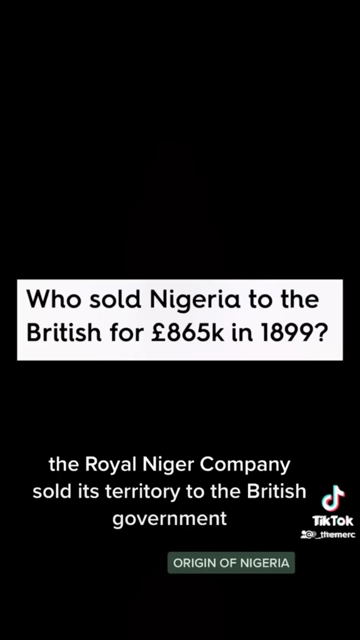 Who sold Nigeria to the
British for £865k in 1899?
the Royal Niger Company
sold its territory to the British
government
TikTok
@_themerc
ORIGIN OF NIGERIA